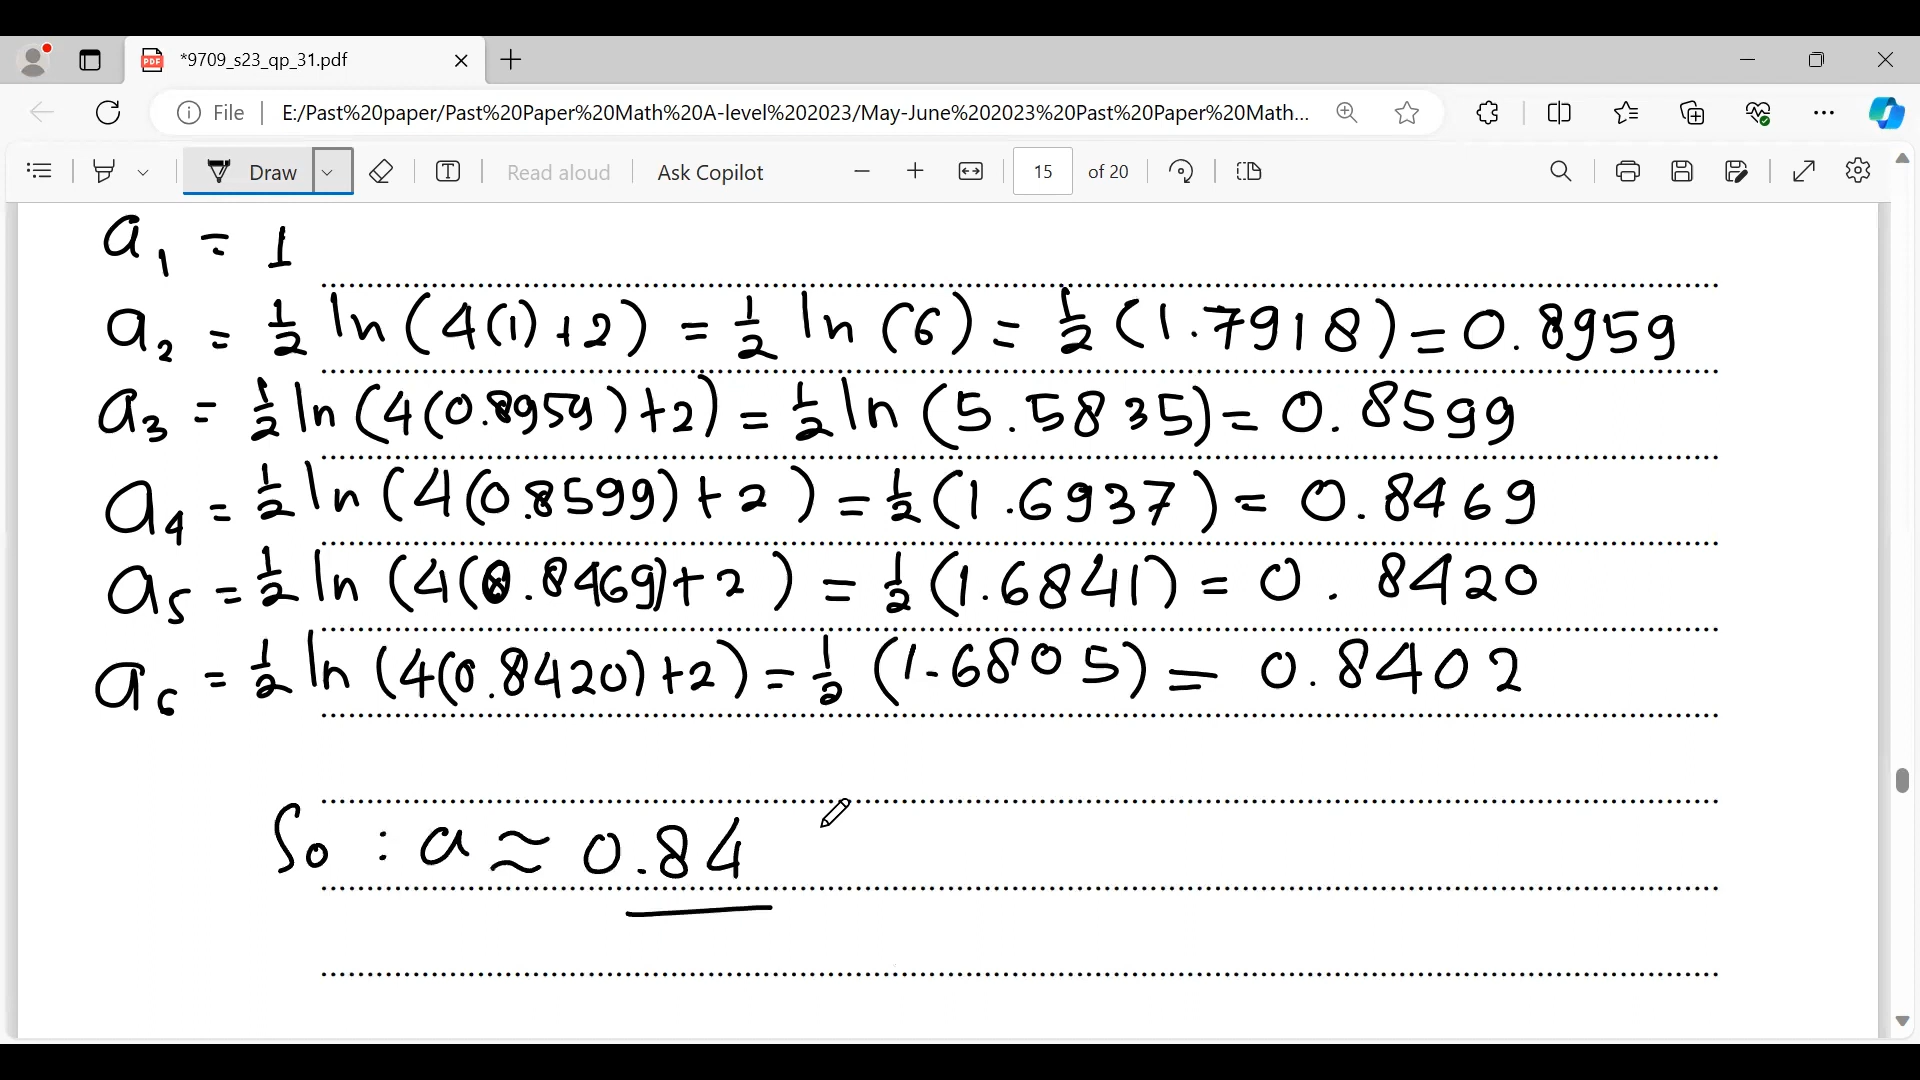 *9709_s23_qp_31.pdf
File | E:/Past%20paper/Past%20Paper%20Math%20A-level%202023/May-June%202023%20Past%20Paper%20Math...
Draw Read aloud Ask Copilot 15 of 20
a₁ = 1
a₂ = ½ ln (4(1)+2) = ½ ln (6) = ½ (1.7918) = 0.8959
a₃ = ½ ln (4(0.8959)+2) = ½ ln (5.5835) = 0.8599
a₄ = ½ ln (4(0.8599)+2) = ½ (1.6937) = 0.8469
a₅ = ½ ln (4(0.8469)+2) = ½ (1.6841) = 0.8420
a₆ = ½ ln (4(0.8420)+2) = ½ (1.6805) = 0.8402
So : a ≈ 0.84